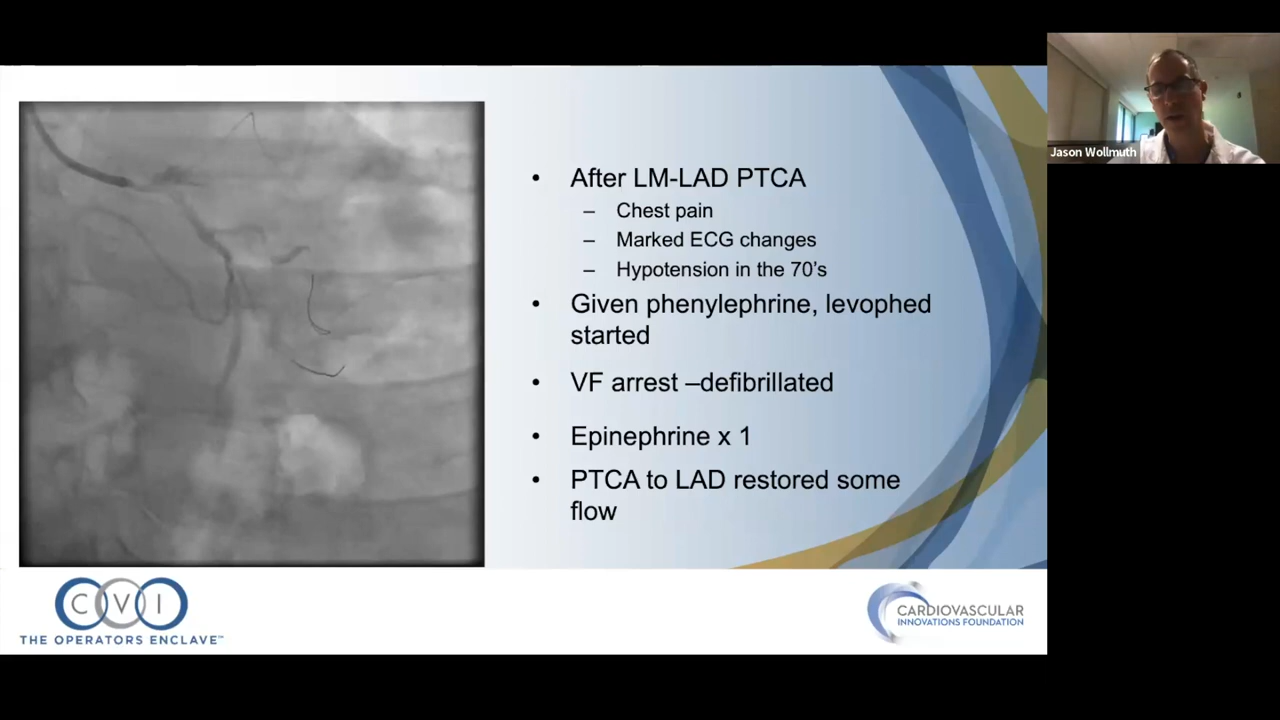 Jason Wollmuth
• After LM-LAD PTCA
– Chest pain
– Marked ECG changes
– Hypotension in the 70's
• Given phenylephrine, levophed
started
• VF arrest –defibrillated
• Epinephrine x 1
• PTCA to LAD restored some
flow
CVI
THE OPERATORS ENCLAVE™
CARDIOVASCULAR
INNOVATIONS FOUNDATION